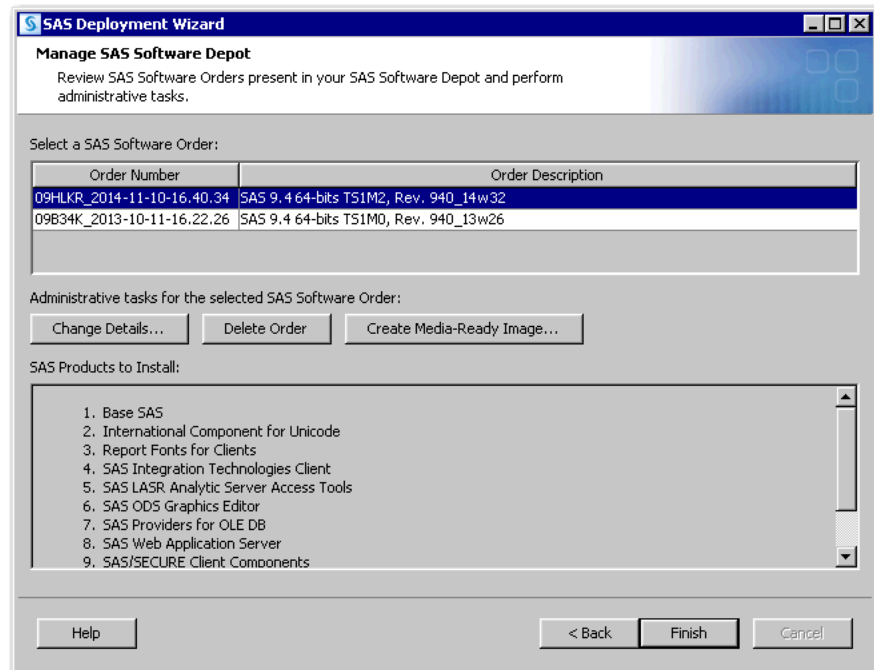 SAS Deployment Wizard
Manage SAS Software Depot
Review SAS Software Orders present in your SAS Software Depot and perform
administrative tasks.
Select a SAS Software Order:
Order Number Order Description
09HLKR_2014-11-10-16.40.34 SAS 9.4 64-bits TS1M2, Rev. 940_14w32
09B34K_2013-10-11-16.22.26 SAS 9.4 64-bits TS1M0, Rev. 940_13w26
Administrative tasks for the selected SAS Software Order:
Change Details... Delete Order Create Media-Ready Image...
SAS Products to Install:
1. Base SAS
2. International Component for Unicode
3. Report Fonts for Clients
4. SAS Integration Technologies Client
5. SAS LASR Analytic Server Access Tools
6. SAS ODS Graphics Editor
7. SAS Providers for OLE DB
8. SAS Web Application Server
9. SAS/SECURE Client Components
Help < Back Finish Cancel